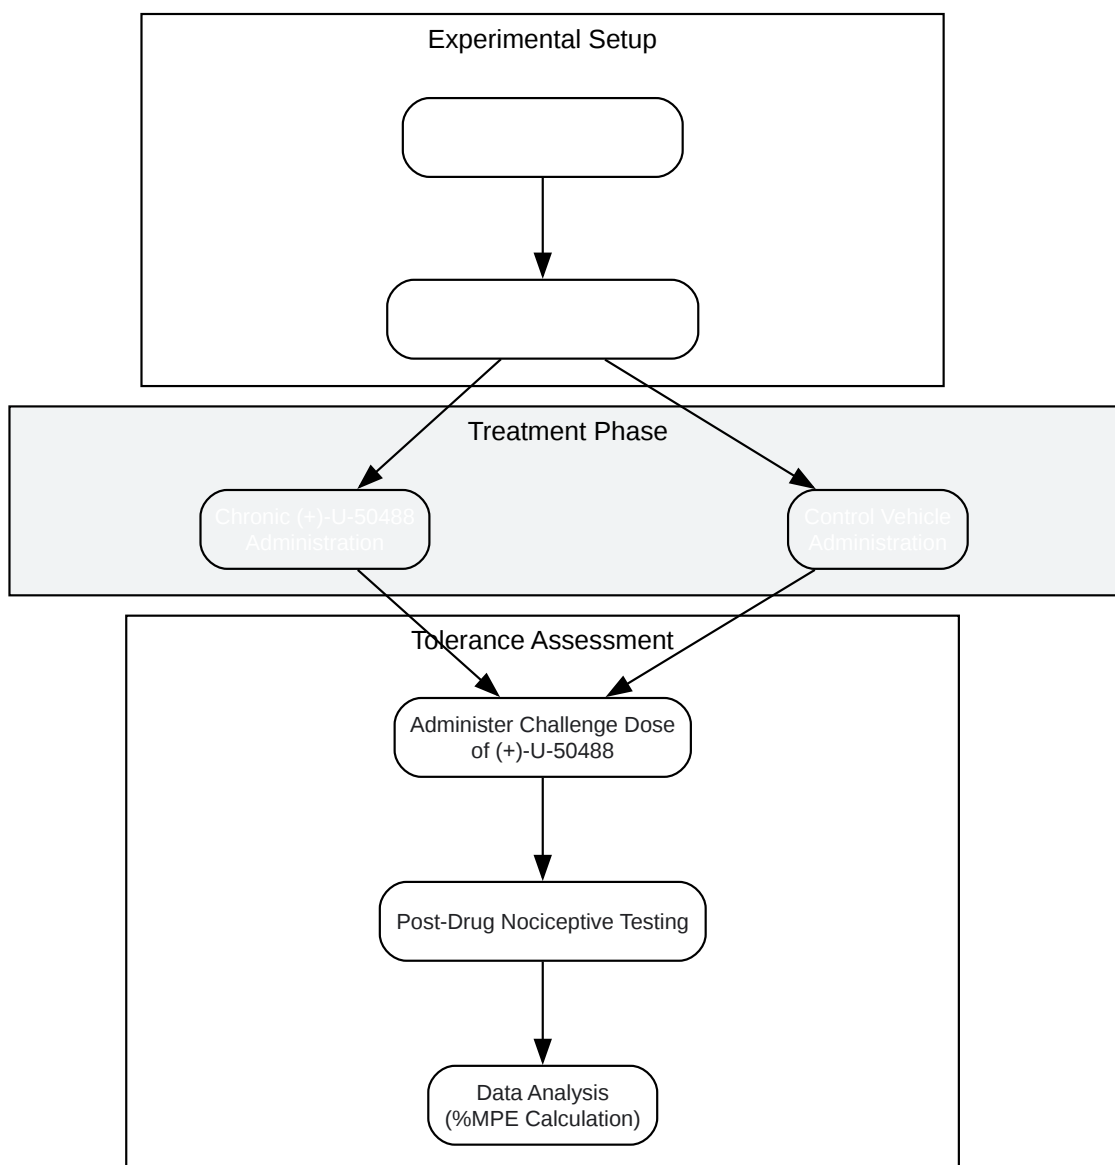 Experimental Setup
Treatment Phase
Chronic (+)-U-50488
Administration
Control Vehicle
Administration
Tolerance Assessment
Administer Challenge Dose
of (+)-U-50488
Post-Drug Nociceptive Testing
Data Analysis
(%MPE Calculation)